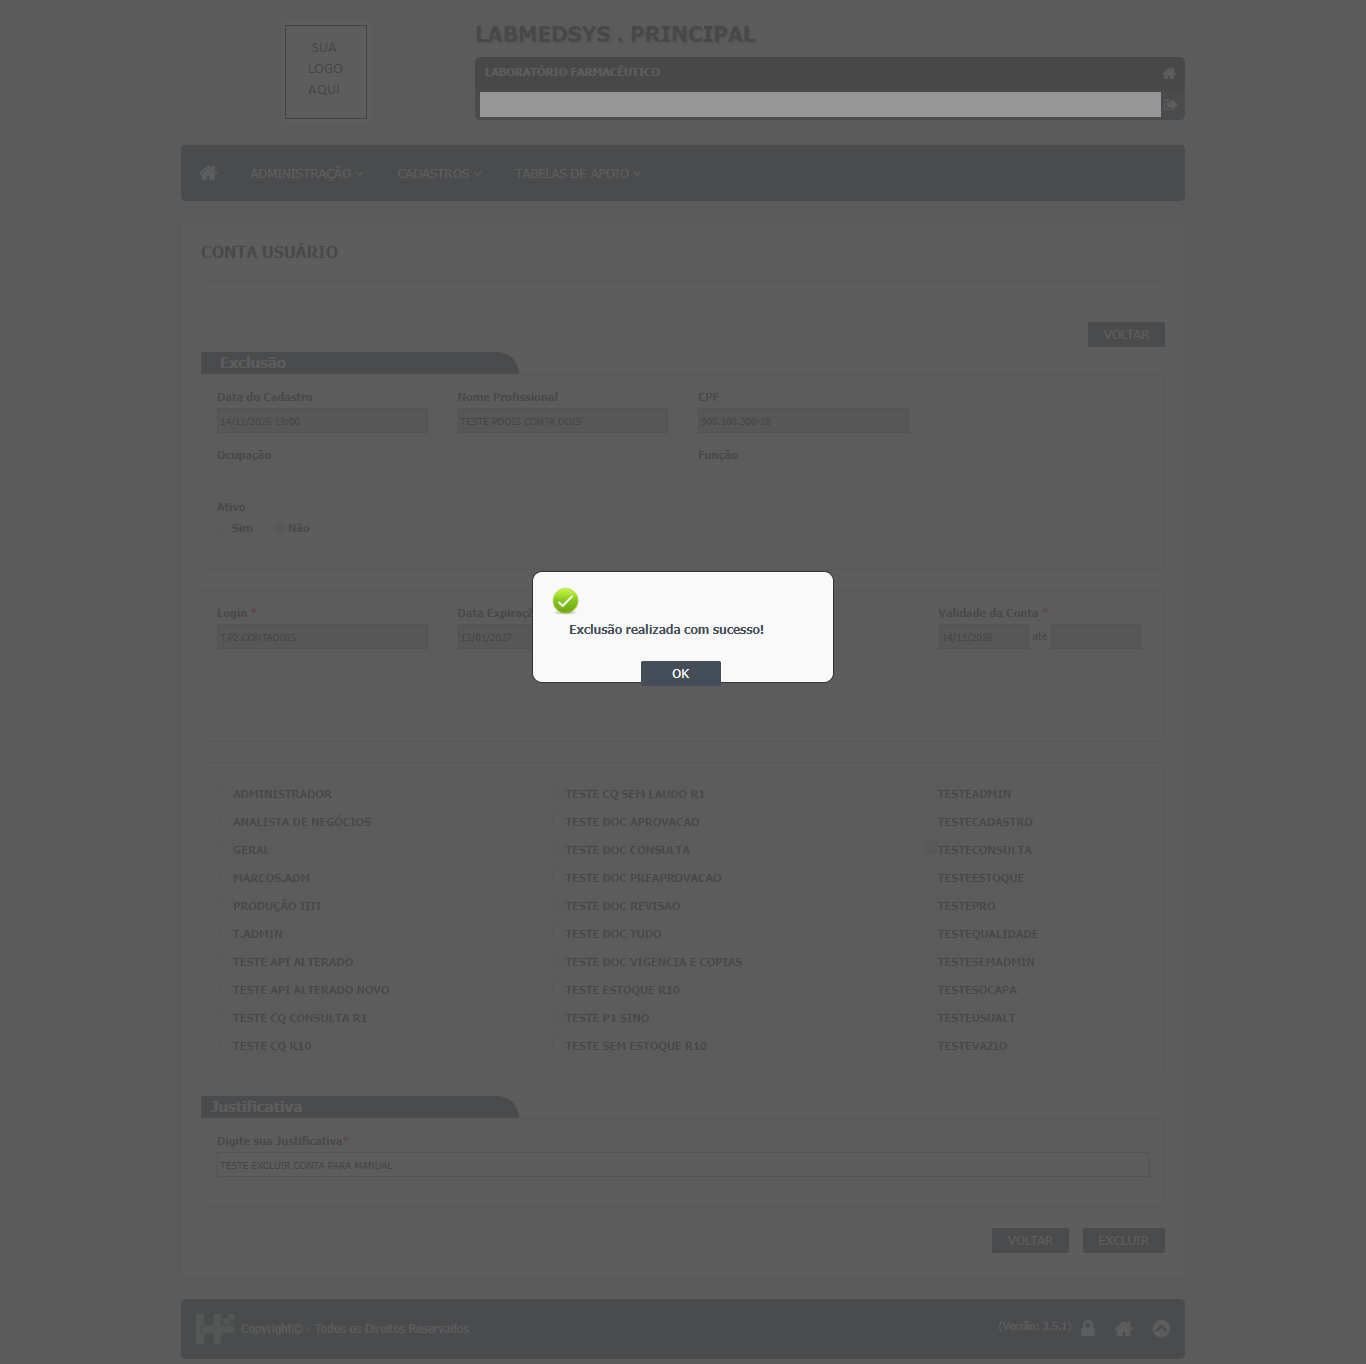 SUA
LOGO
AQUI
LABMEDSYS . PRINCIPAL
LABORATÓRIO FARMACÊUTICO
ADMINISTRAÇÃO
CADASTROS
TABELAS DE APOIO
CONTA USUÁRIO
VOLTAR
Exclusão
Data do Cadastro
Nome Profissional
CPF
14/11/2026 13:00
TESTE PDOIS CONTA DOIS
900.100.300-18
Ocupação
Função
Ativo
Sim
Não
Login *
Data Expiraçã
Validade da Conta *
T.P2.CONTADOIS
13/01/2027
14/11/2026
até
Exclusão realizada com sucesso!
OK
ADMINISTRADOR
TESTE CQ SEM LAUDO R1
TESTEADMIN
ANALISTA DE NEGÓCIOS
TESTE DOC APROVACAO
TESTECADASTRO
GERAL
TESTE DOC CONSULTA
TESTECONSULTA
MARCOS.ADM
TESTE DOC PREAPROVACAO
TESTEESTOQUE
PRODUÇÃO IIII
TESTE DOC REVISAO
TESTEPRO
T.ADMIN
TESTE DOC TUDO
TESTEQUALIDADE
TESTE API ALTERADO
TESTE DOC VIGENCIA E COPIAS
TESTESEMADMIN
TESTE API ALTERADO NOVO
TESTE ESTOQUE R10
TESTESOCAPA
TESTE CQ CONSULTA R1
TESTE P1 SINO
TESTEUSUALT
TESTE CQ R10
TESTE SEM ESTOQUE R10
TESTEVAZIO
Justificativa
Digite sua Justificativa*
TESTE EXCLUIR CONTA PARA MANUAL
VOLTAR
EXCLUIR
Copyright© - Todos os Direitos Reservados
(Versão: 3.5.1)